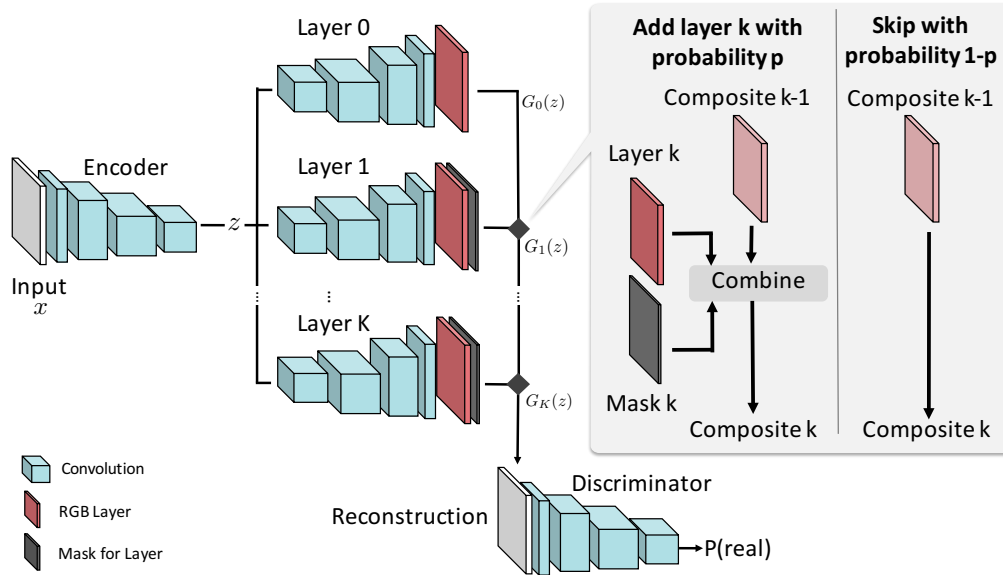 Layer 0
G₀(z)
Encoder
Input
x
z
Layer 1
G₁(z)
...
...
...
Layer K
G_K(z)
Add layer k with
probability p
Composite k-1
Layer k
Combine
Mask k
Composite k
Skip with
probability 1-p
Composite k-1
Composite k
Convolution
RGB Layer
Mask for Layer
Reconstruction
Discriminator
P(real)